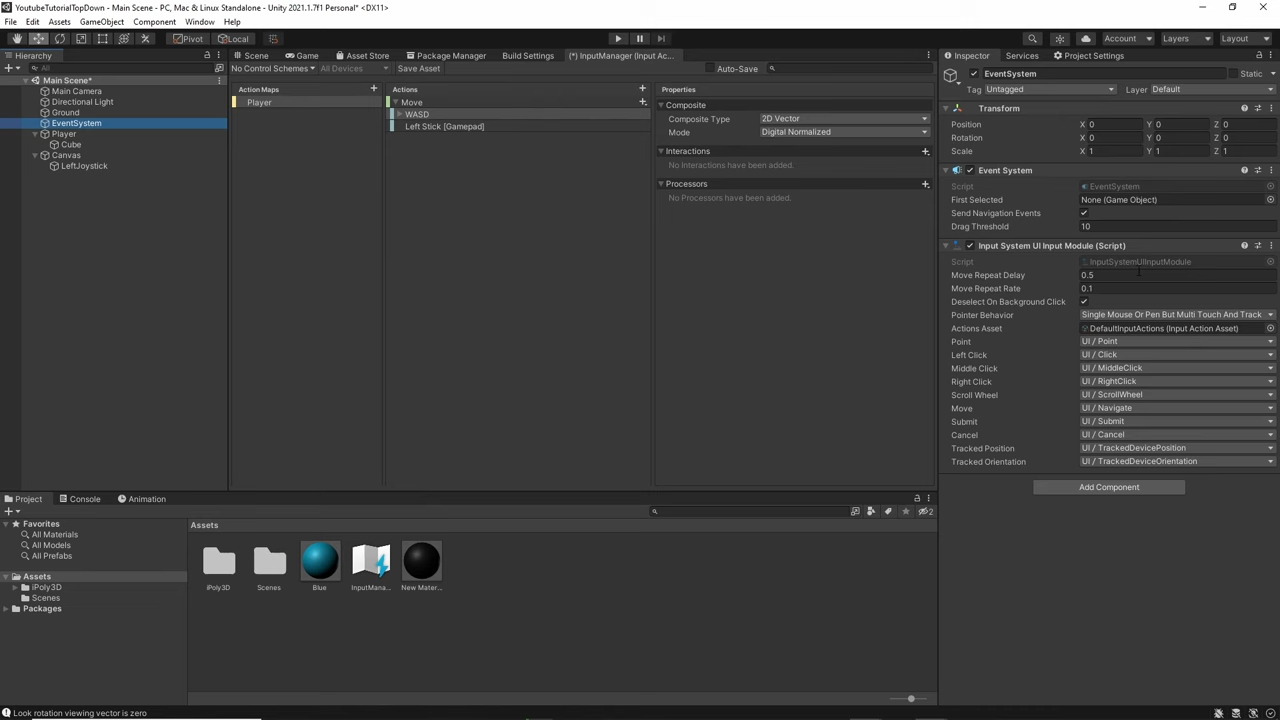 YoutubeTutorialTopDown - Main Scene - PC, Mac & Linux Standalone - Unity 2021.1.7f1 Personal* <DX11>
File Edit Assets GameObject Component Window Help
Pivot Local Account Layers Layout
Hierarchy
All
Main Scene*
Main Camera
Directional Light
Ground
EventSystem
Player
Cube
Canvas
LeftJoystick
Scene Game Asset Store Package Manager Build Settings (*) InputManager (Input Ac...
No Control Schemes All Devices Save Asset Auto-Save
Action Maps
Player
Actions
Move
WASD
Left Stick [Gamepad]
Properties
Composite
Composite Type 2D Vector
Mode Digital Normalized
Interactions
No Interactions have been added.
Processors
No Processors have been added.
Inspector Services Project Settings
EventSystem Static
Tag Untagged Layer Default
Transform
Position X 0 Y 0 Z 0
Rotation X 0 Y 0 Z 0
Scale X 1 Y 1 Z 1
Event System
Script EventSystem
First Selected None (Game Object)
Send Navigation Events
Drag Threshold 10
Input System UI Input Module (Script)
Script InputSystemUIInputModule
Move Repeat Delay 0.5
Move Repeat Rate 0.1
Deselect On Background Click
Pointer Behavior Single Mouse Or Pen But Multi Touch And Track
Actions Asset DefaultInputActions (Input Action Asset)
Point UI / Point
Left Click UI / Click
Middle Click UI / MiddleClick
Right Click UI / RightClick
Scroll Wheel UI / ScrollWheel
Move UI / Navigate
Submit UI / Submit
Cancel UI / Cancel
Tracked Position UI / TrackedDevicePosition
Tracked Orientation UI / TrackedDeviceOrientation
Add Component
Project Console Animation
2
Favorites
All Materials
All Models
All Prefabs
Assets
iPoly3D
Scenes
Packages
Assets
iPoly3D Scenes Blue InputMana... New Mater...
Look rotation viewing vector is zero